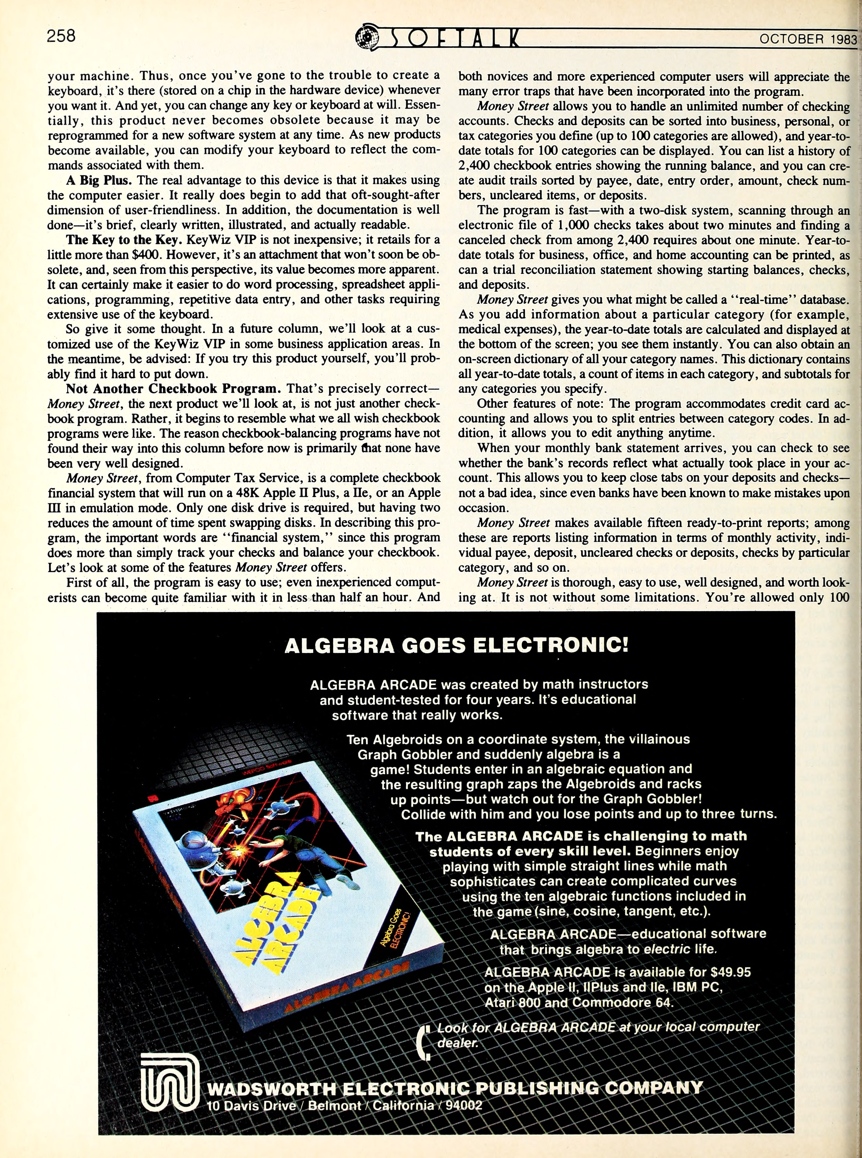 258
SOFTALK
OCTOBER 1983
your machine. Thus, once you've gone to the trouble to create a
keyboard, it's there (stored on a chip in the hardware device) whenever
you want it. And yet, you can change any key or keyboard at will. Essen-
tially, this product never becomes obsolete because it may be
reprogrammed for a new software system at any time. As new products
become available, you can modify your keyboard to reflect the com-
mands associated with them.
A Big Plus. The real advantage to this device is that it makes using
the computer easier. It really does begin to add that oft-sought-after
dimension of user-friendliness. In addition, the documentation is well
done—it's brief, clearly written, illustrated, and actually readable.
The Key to the Key. KeyWiz VIP is not inexpensive; it retails for a
little more than $400. However, it's an attachment that won't soon be ob-
solete, and, seen from this perspective, its value becomes more apparent.
It can certainly make it easier to do word processing, spreadsheet appli-
cations, programming, repetitive data entry, and other tasks requiring
extensive use of the keyboard.
So give it some thought. In a future column, we'll look at a cus-
tomized use of the KeyWiz VIP in some business application areas. In
the meantime, be advised: If you try this product yourself, you'll prob-
ably find it hard to put down.
Not Another Checkbook Program. That's precisely correct—
Money Street, the next product we'll look at, is not just another check-
book program. Rather, it begins to resemble what we all wish checkbook
programs were like. The reason checkbook-balancing programs have not
found their way into this column before now is primarily that none have
been very well designed.
Money Street, from Computer Tax Service, is a complete checkbook
financial system that will run on a 48K Apple II Plus, a IIe, or an Apple
III in emulation mode. Only one disk drive is required, but having two
reduces the amount of time spent swapping disks. In describing this pro-
gram, the important words are "financial system," since this program
does more than simply track your checks and balance your checkbook.
Let's look at some of the features Money Street offers.
First of all, the program is easy to use; even inexperienced comput-
erists can become quite familiar with it in less than half an hour. And
both novices and more experienced computer users will appreciate the
many error traps that have been incorporated into the program.
Money Street allows you to handle an unlimited number of checking
accounts. Checks and deposits can be sorted into business, personal, or
tax categories you define (up to 100 categories are allowed), and year-to-
date totals for 100 categories can be displayed. You can list a history of
2,400 checkbook entries showing the running balance, and you can cre-
ate audit trails sorted by payee, date, entry order, amount, check num-
bers, uncleared items, or deposits.
The program is fast—with a two-disk system, scanning through an
electronic file of 1,000 checks takes about two minutes and finding a
canceled check from among 2,400 requires about one minute. Year-to-
date totals for business, office, and home accounting can be printed, as
can a trial reconciliation statement showing starting balances, checks,
and deposits.
Money Street gives you what might be called a "real-time" database.
As you add information about a particular category (for example,
medical expenses), the year-to-date totals are calculated and displayed at
the bottom of the screen; you see them instantly. You can also obtain an
on-screen dictionary of all your category names. This dictionary contains
all year-to-date totals, a count of items in each category, and subtotals for
any categories you specify.
Other features of note: The program accommodates credit card ac-
counting and allows you to split entries between category codes. In ad-
dition, it allows you to edit anything anytime.
When your monthly bank statement arrives, you can check to see
whether the bank's records reflect what actually took place in your ac-
count. This allows you to keep close tabs on your deposits and checks—
not a bad idea, since even banks have been known to make mistakes upon
occasion.
Money Street makes available fifteen ready-to-print reports; among
these are reports listing information in terms of monthly activity, indi-
vidual payee, deposit, uncleared checks or deposits, checks by particular
category, and so on.
Money Street is thorough, easy to use, well designed, and worth look-
ing at. It is not without some limitations. You're allowed only 100
ALGEBRA GOES ELECTRONIC!
ALGEBRA ARCADE was created by math instructors
and student-tested for four years. It's educational
software that really works.
Ten Algebroids on a coordinate system, the villainous
Graph Gobbler and suddenly algebra is a
game! Students enter in an algebraic equation and
the resulting graph zaps the Algebroids and racks
up points—but watch out for the Graph Gobbler!
Collide with him and you lose points and up to three turns.
The ALGEBRA ARCADE is challenging to math
students of every skill level. Beginners enjoy
playing with simple straight lines while math
sophisticates can create complicated curves
using the ten algebraic functions included in
the game (sine, cosine, tangent, etc.).
ALGEBRA ARCADE—educational software
that brings algebra to electric life.
ALGEBRA ARCADE is available for $49.95
on the Apple II, IIPlus and IIe, IBM PC,
Atari 800 and Commodore 64.
Look for ALGEBRA ARCADE at your local computer
dealer.
ALGEBRA
ARCADE
Algebra Goes
ELECTRONIC!
ALGEBRA ARCADE
WADSWORTH ELECTRONIC PUBLISHING COMPANY
10 Davis Drive / Belmont / California / 94002